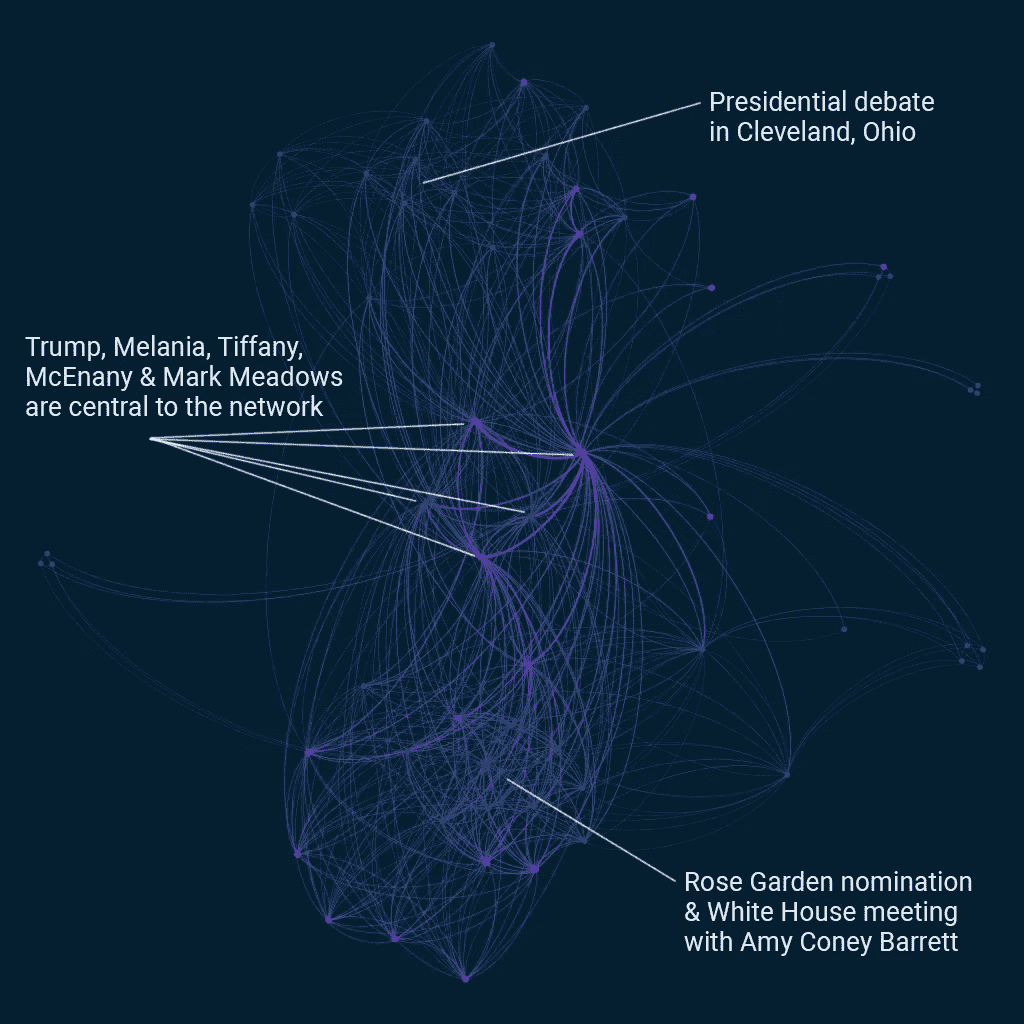 Presidential debate
in Cleveland, Ohio
Trump, Melania, Tiffany,
McEnany & Mark Meadows
are central to the network
Rose Garden nomination
& White House meeting
with Amy Coney Barrett